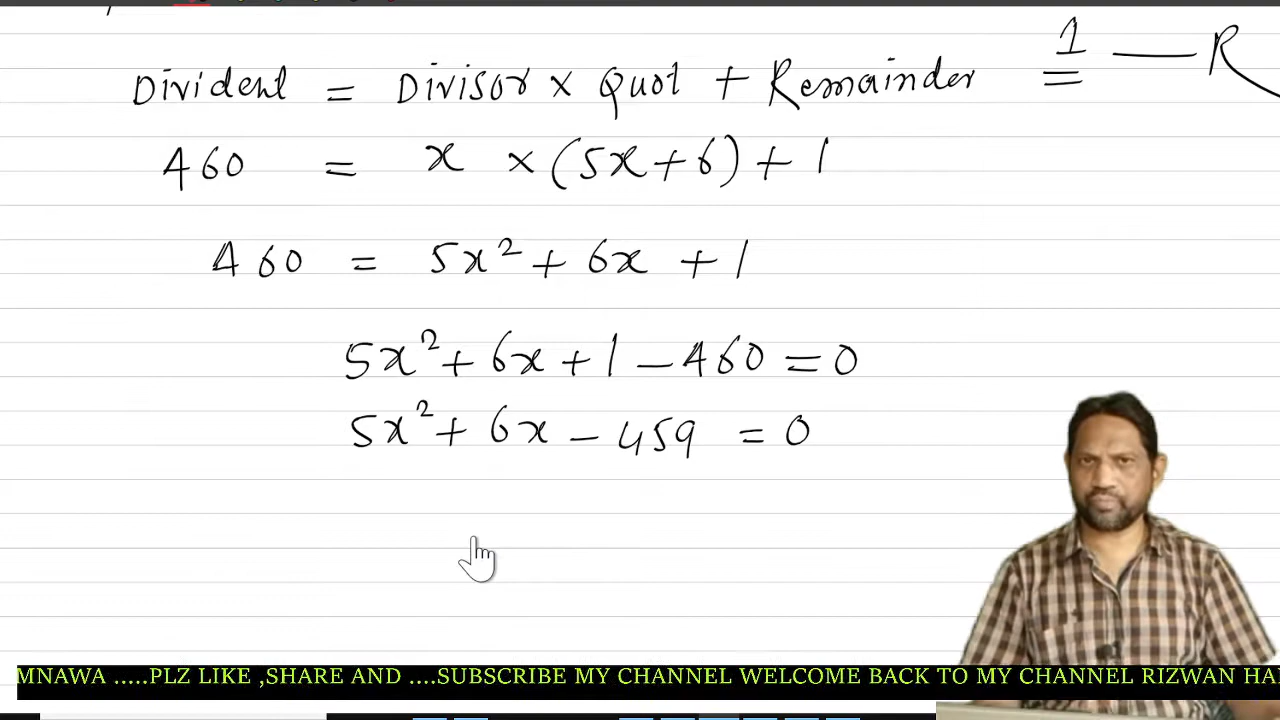 1 — R
Divident = Divisor × Quot + Remainder =
460 = x × (5x+6) + 1
460 = 5x² + 6x + 1
5x² + 6x + 1 – 460 = 0
5x² + 6x – 459 = 0
MNAWA .....PLZ LIKE ,SHARE AND ....SUBSCRIBE MY CHANNEL WELCOME BACK TO MY CHANNEL RIZWAN HA